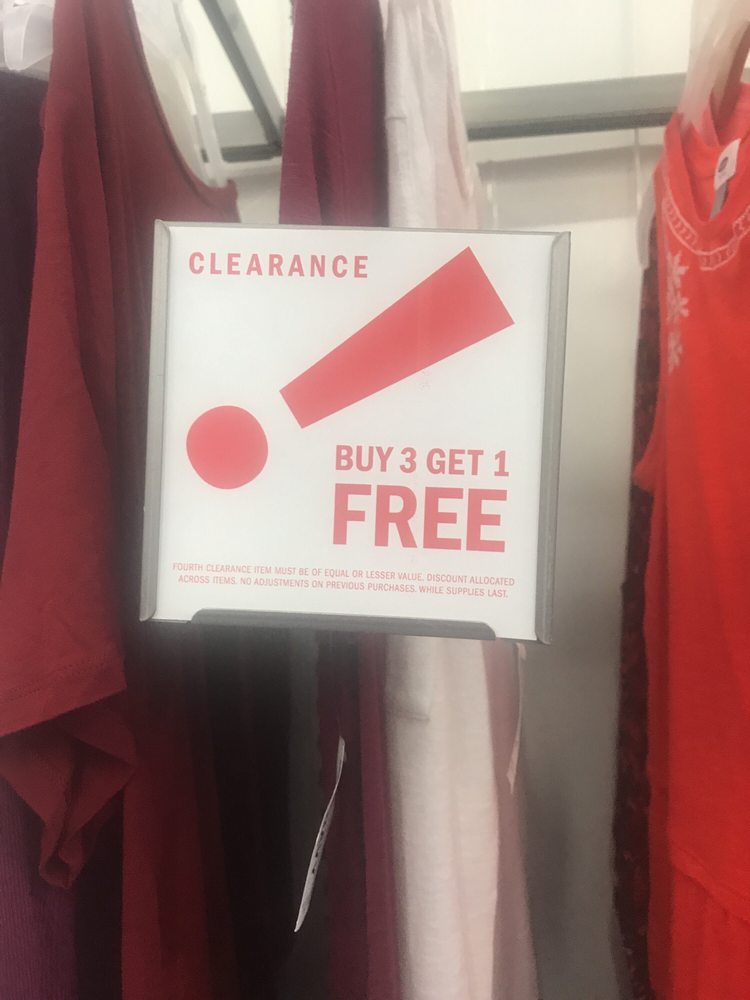 CLEARANCE
BUY 3 GET 1
FREE
FOURTH CLEARANCE ITEM MUST BE OF EQUAL OR LESSER VALUE. DISCOUNT ALLOCATED
ACROSS ITEMS. NO ADJUSTMENTS ON PREVIOUS PURCHASES. WHILE SUPPLIES LAST.